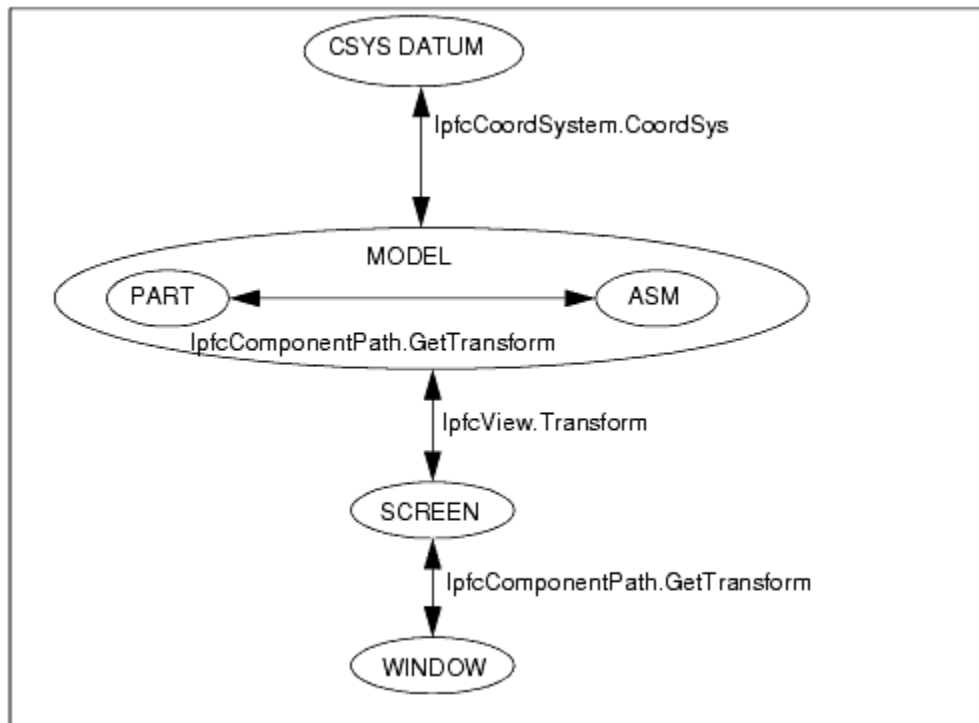 CSYS DATUM
IpfcCoordSystem.CoordSys
MODEL
PART
ASM
IpfcComponentPath.GetTransform
IpfcView.Transform
SCREEN
IpfcComponentPath.GetTransform
WINDOW